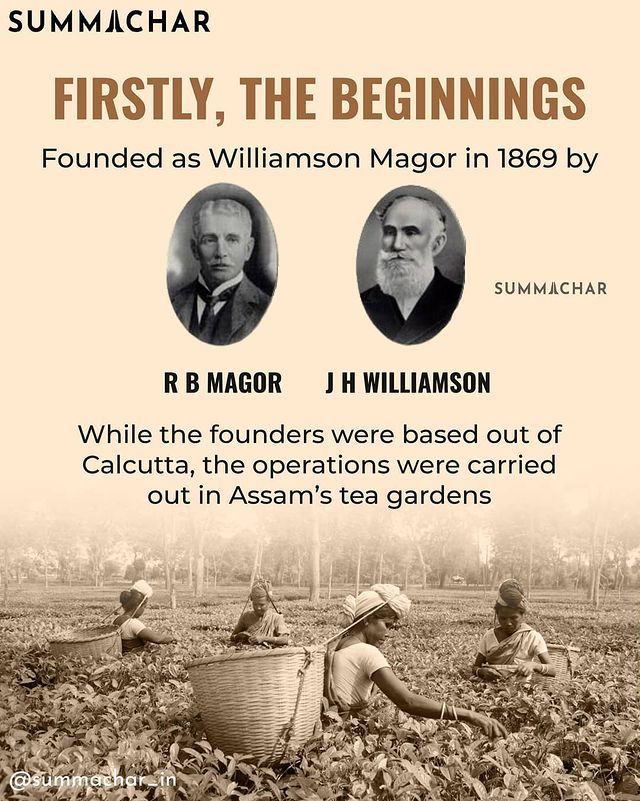 SUMMACHAR
FIRSTLY, THE BEGINNINGS
Founded as Williamson Magor in 1869 by
SUMMACHAR
R B MAGOR
J H WILLIAMSON
While the founders were based out of
Calcutta, the operations were carried
out in Assam's tea gardens
@summachar_in